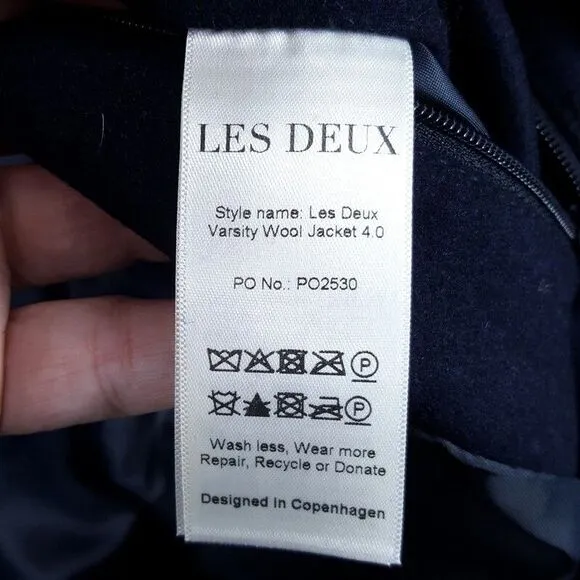 LES DEUX
Style name: Les Deux
Varsity Wool Jacket 4.0
PO No.: PO2530
P
P
Wash less, Wear more
Repair, Recycle or Donate
Designed in Copenhagen